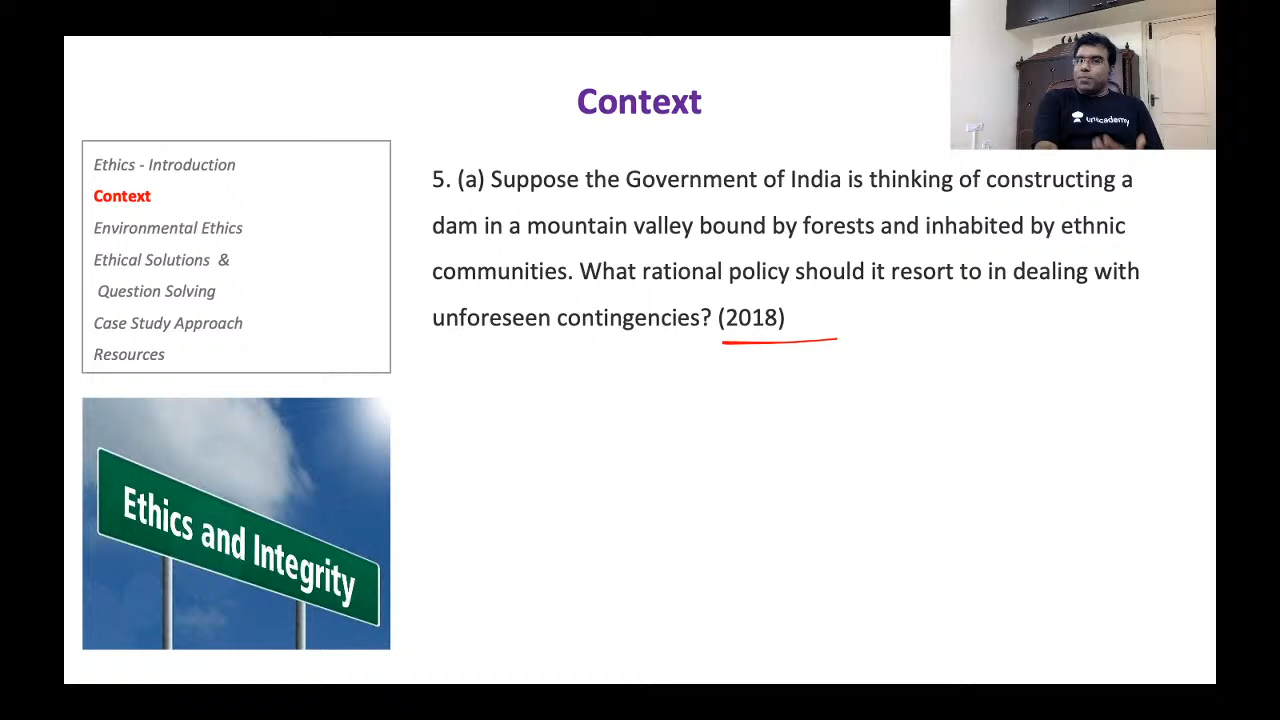 Context
Ethics - Introduction
Context
Environmental Ethics
Ethical Solutions &
Question Solving
Case Study Approach
Resources
5. (a) Suppose the Government of India is thinking of constructing a
dam in a mountain valley bound by forests and inhabited by ethnic
communities. What rational policy should it resort to in dealing with
unforeseen contingencies? (2018)
Ethics and Integrity
unacademy